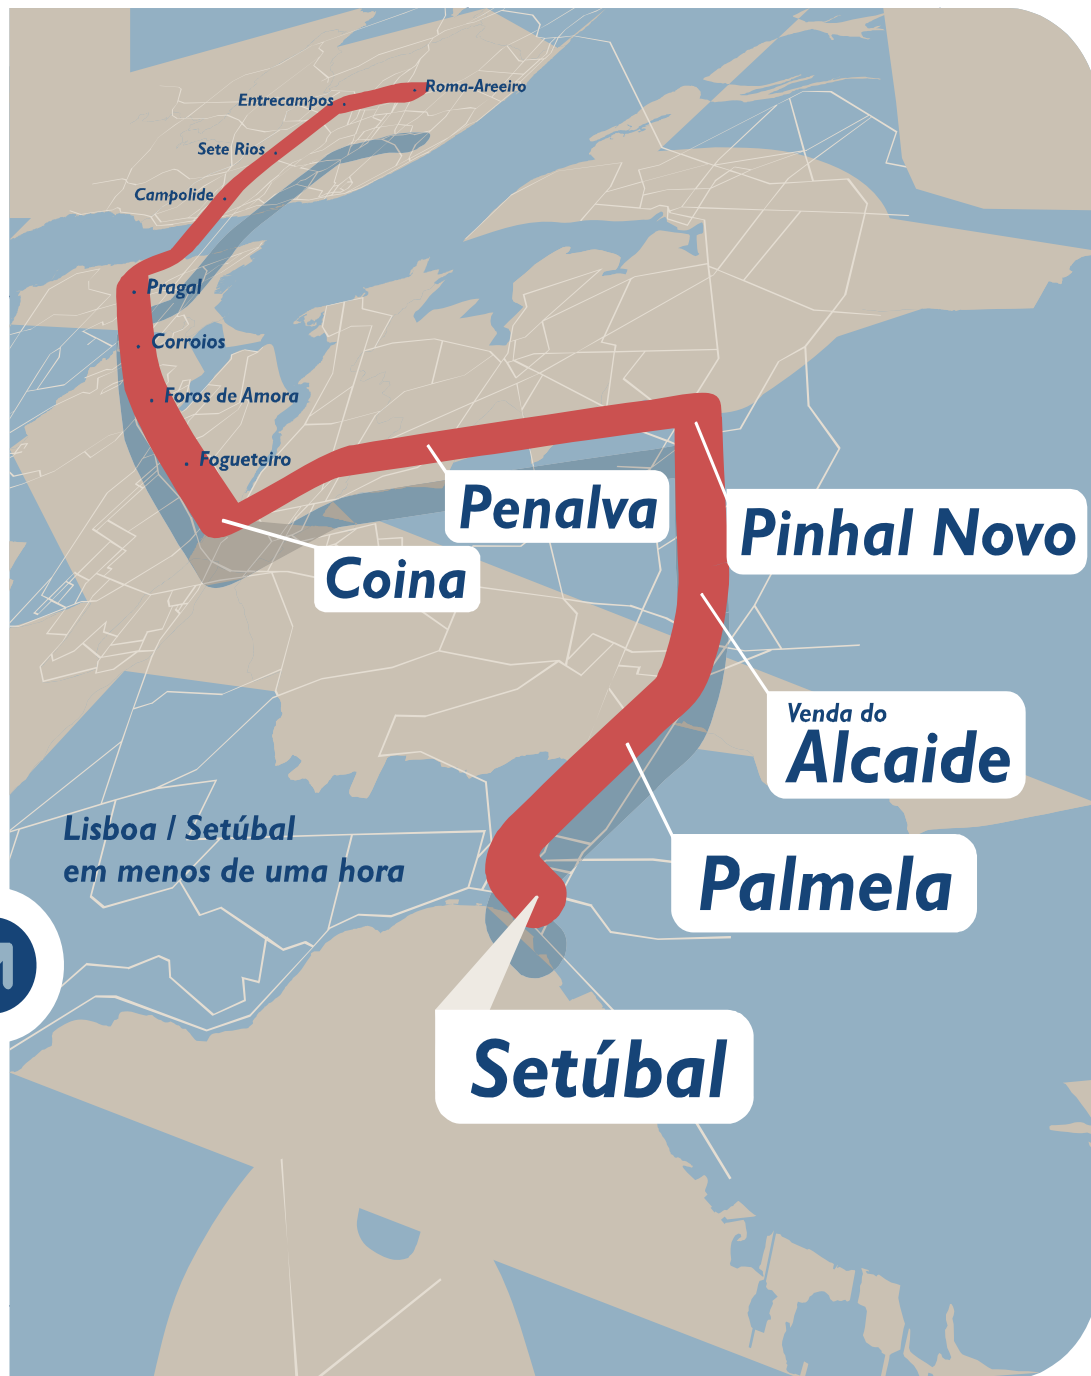 Roma-Areeiro
Entrecampos
Sete Rios
Campolide
Pragal
Corroios
Foros de Amora
Fogueteiro
Penalva
Pinhal Novo
Coina
Venda do
Alcaide
Lisboa / Setúbal
em menos de uma hora
Palmela
Setúbal